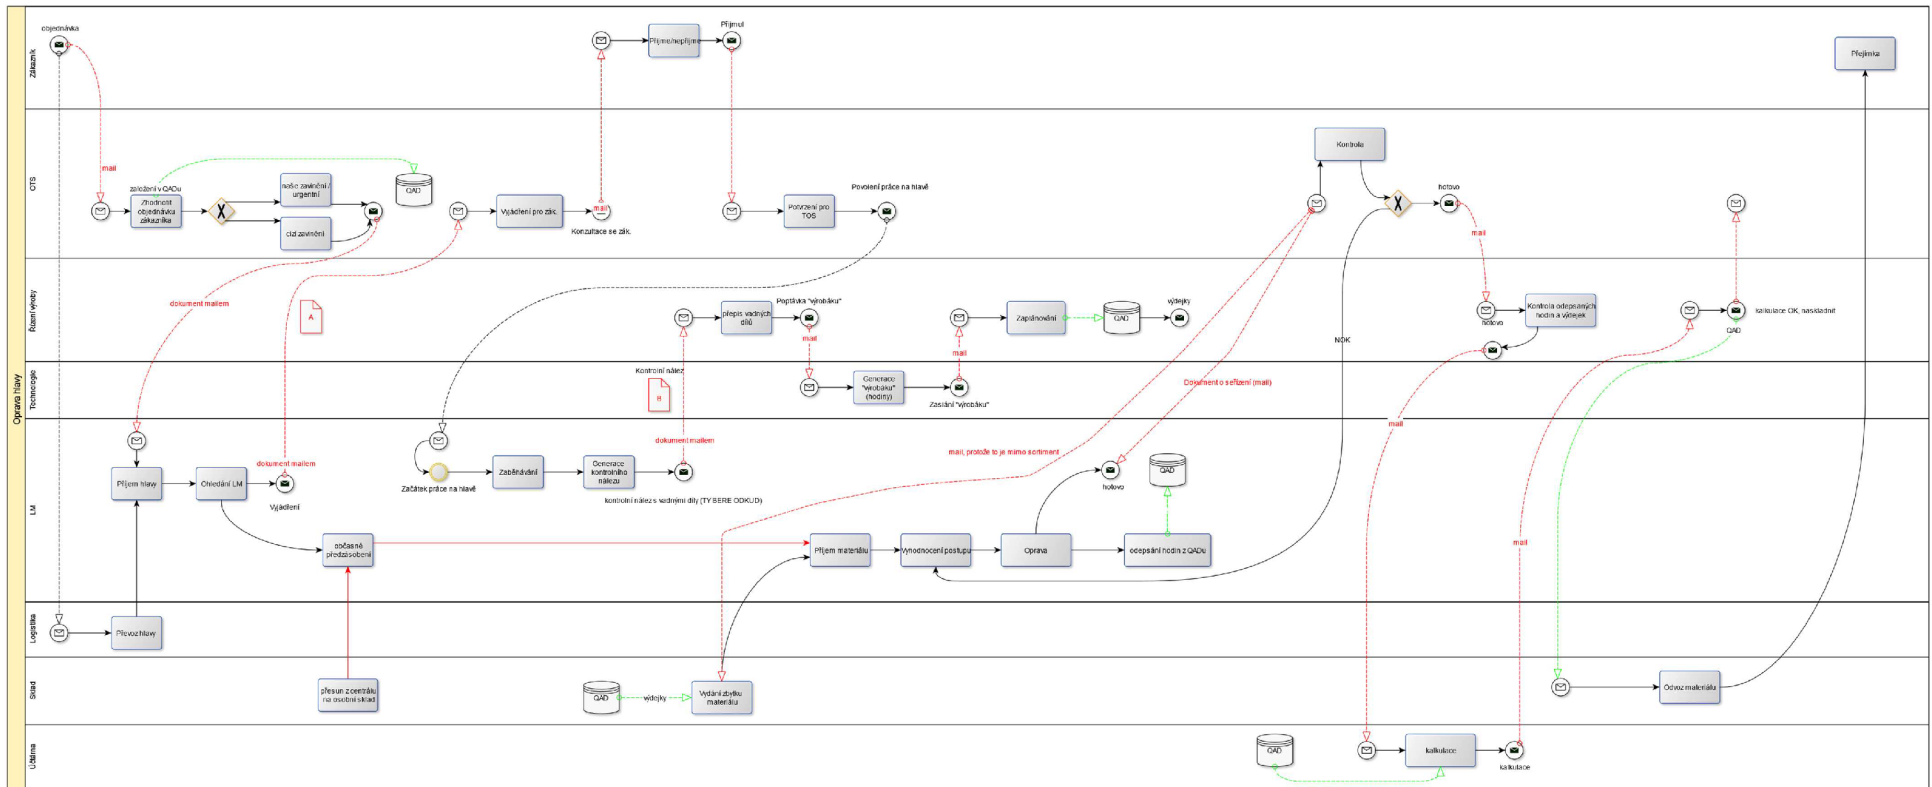 Oprava hlavy
Zákazník
objednávka
Přijme/nepřijme
Přijmul
Přejímka
OTS
mail
založení v QADu
Zhodnotit
objednávku
zákazníka
X
naše zavinění /
urgentní
cizí zavinění
QAD
Vyjádření pro zák.
mail
Konzultace se zák.
Potvrzení pro
TOS
Povolení práce na hlavě
Kontrola
X
hotovo
mail
Řízení výroby
dokument mailem
A
přepis vadných
dílů
Poptávka "výrobáku"
mail
Zaplánování
QAD
výdejky
NOK
hotovo
Kontrola odepsaných
hodin a výdejek
QAD
kalkulace OK, naskladnit
Technologie
Kontrolní nález
B
Generace
"výrobáku"
(hodiny)
mail
Zaslání "výrobáku"
Dokument o seřízení (mail)
LM
Příjem hlavy
Ohledání LM
dokument mailem
Vyjádření
Začátek práce na hlavě
Zaběhávání
Generace
kontrolního
nálezu
dokument mailem
kontrolní nález s vadnými díly (TY BERE ODKUD)
mail, protože to je mimo sortiment
hotovo
QAD
mail
občasné
předzásobení
Příjem materiálu
Vyhodnocení postupu
Oprava
odepsání hodin z QADu
mail
Logistika
Převoz hlavy
Sklad
přesun z centrálu
na osobní sklad
QAD
výdejky
Vydání zbytku
materiálu
Odvoz materiálu
Účtárna
QAD
kalkulace
kalkulace